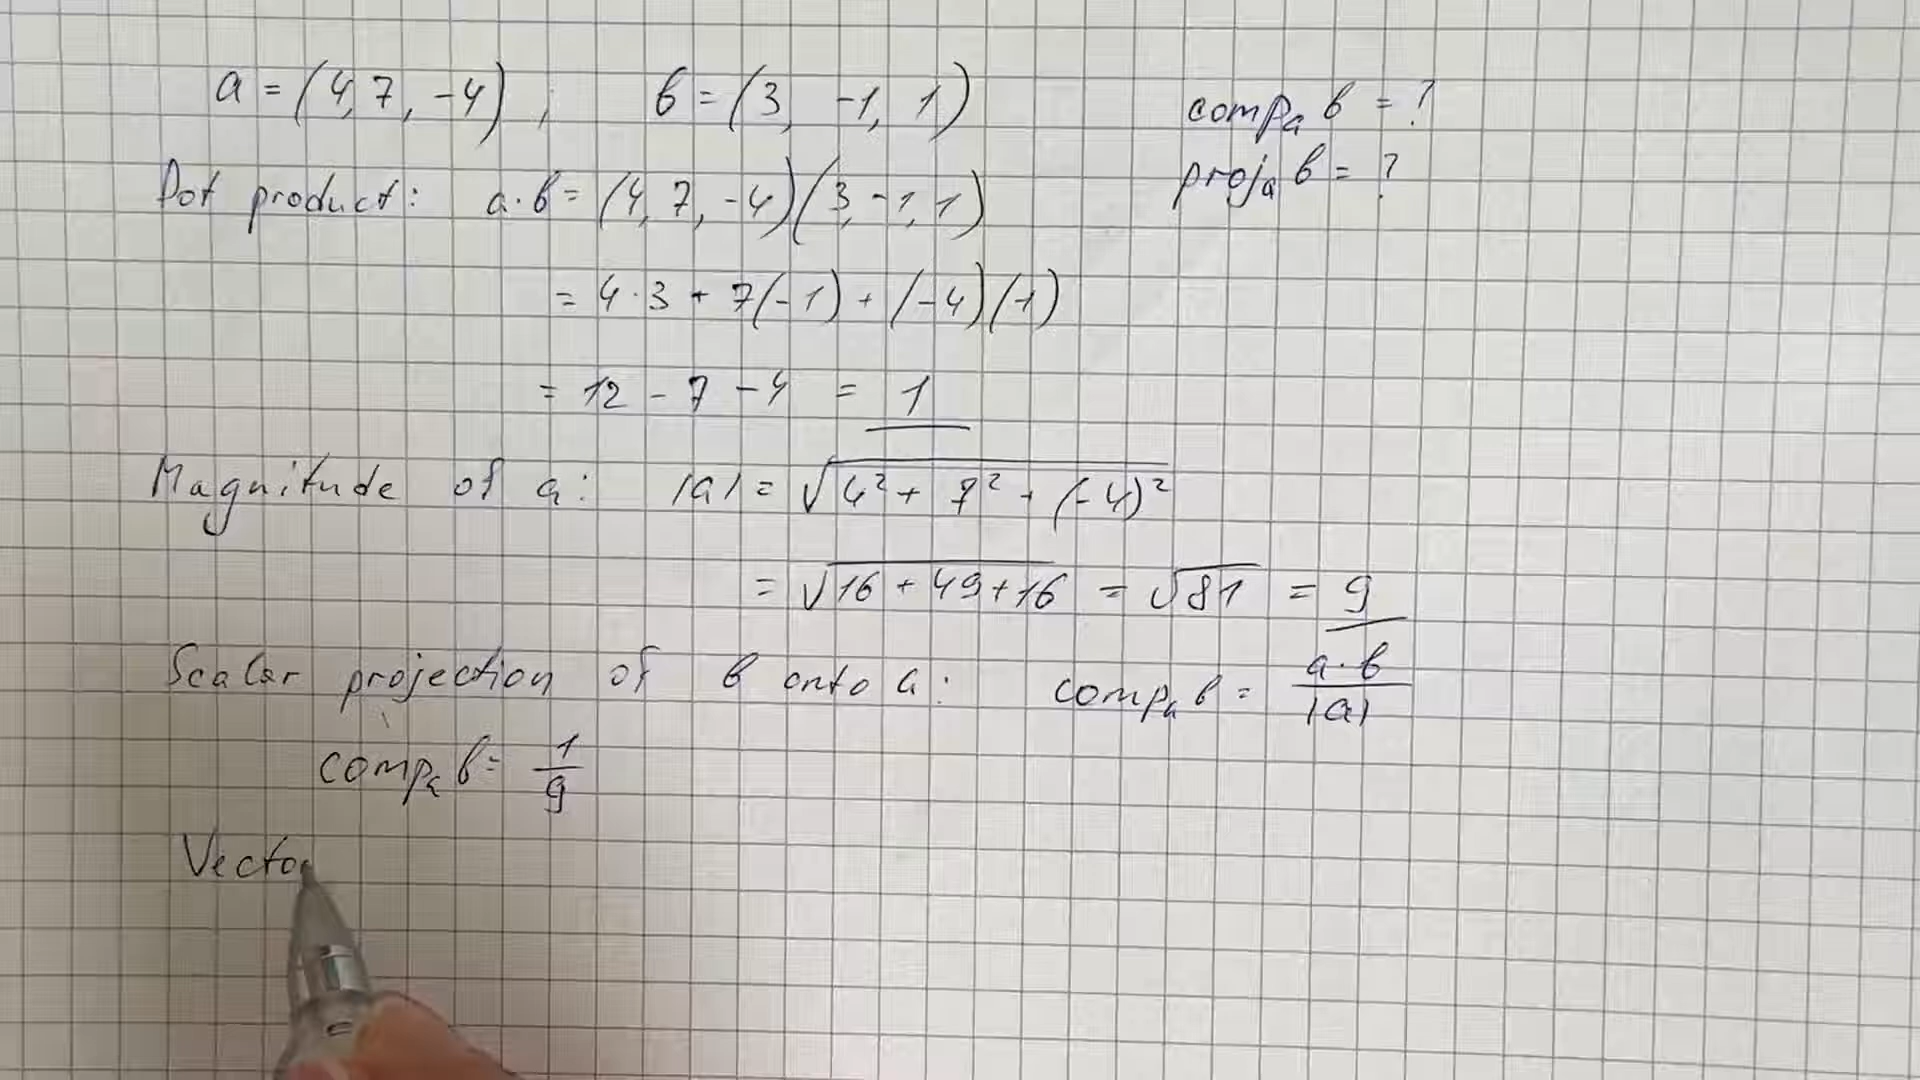 a = (4, 7, -4) ; b = (3, -1, 1)
comp_a b = ?
proj_a b = ?
Dot product: a·b = (4, 7, -4)(3, -1, 1)
= 4·3 + 7(-1) + (-4)(1)
= 12 - 7 - 4 = 1
Magnitude of a: |a| = √(4² + 7² + (-4)²)
= √(16 + 49 + 16) = √81 = 9
Scalar projection of b onto a: comp_a b = a·b / |a|
comp_a b = 1/9
Vector